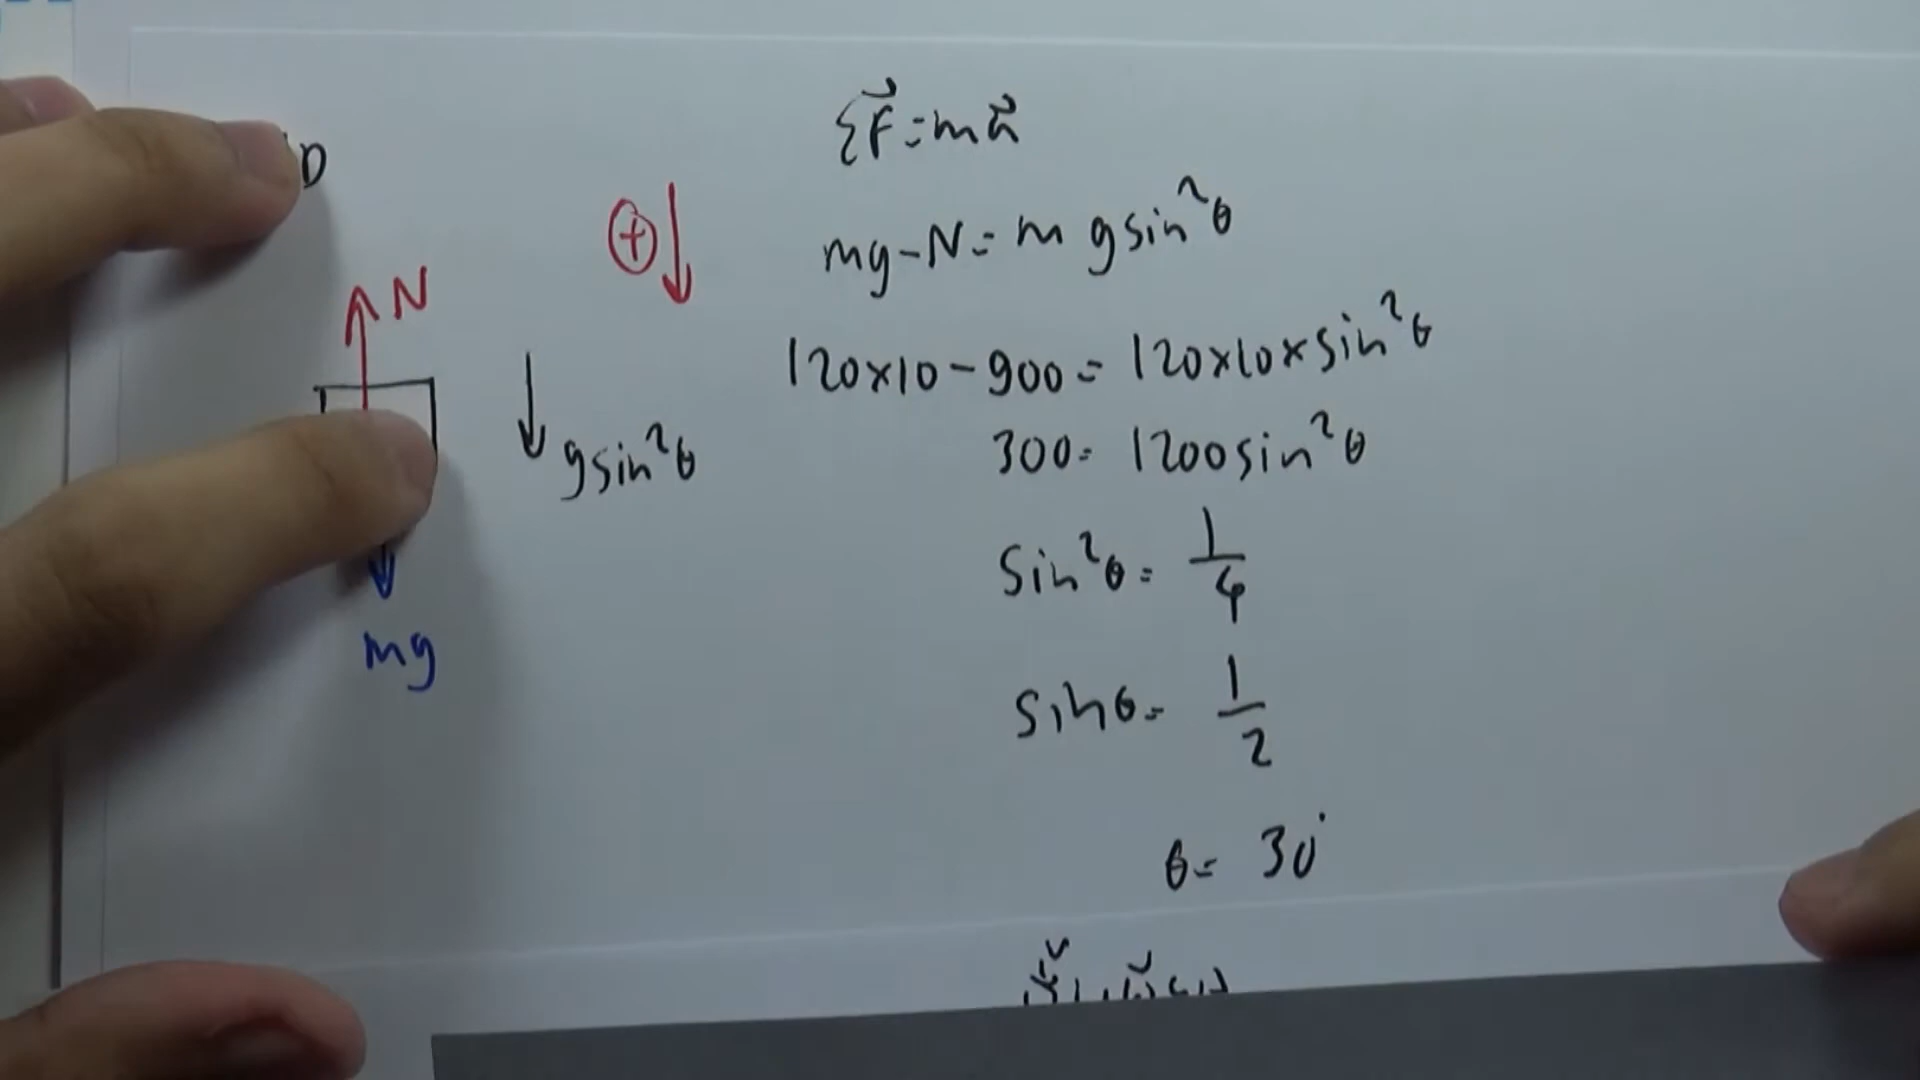 D
ΣF⃗ = ma⃗
⊕
mg-N = m g sin²θ
N
120×10 - 900 = 120×10×sin²θ
g sin²θ
300 = 1200 sin²θ
sin²θ = 1/4
mg
sinθ = 1/2
θ = 30°